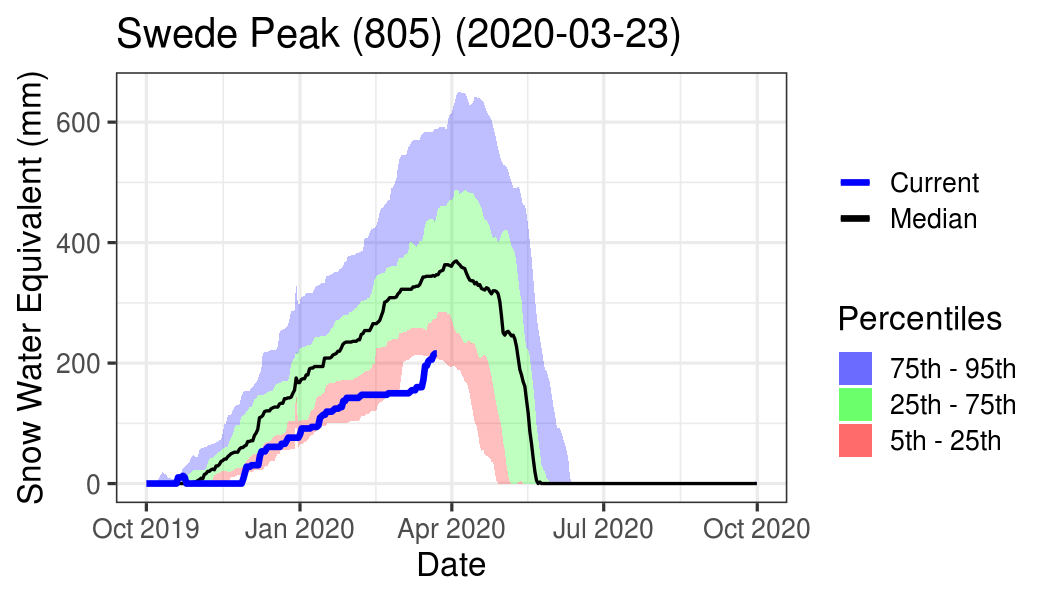 Swede Peak (805) (2020-03-23)
Snow Water Equivalent (mm)
600
400
200
0
Oct 2019 Jan 2020 Apr 2020 Jul 2020 Oct 2020
Date
Current
Median
Percentiles
75th - 95th
25th - 75th
5th - 25th